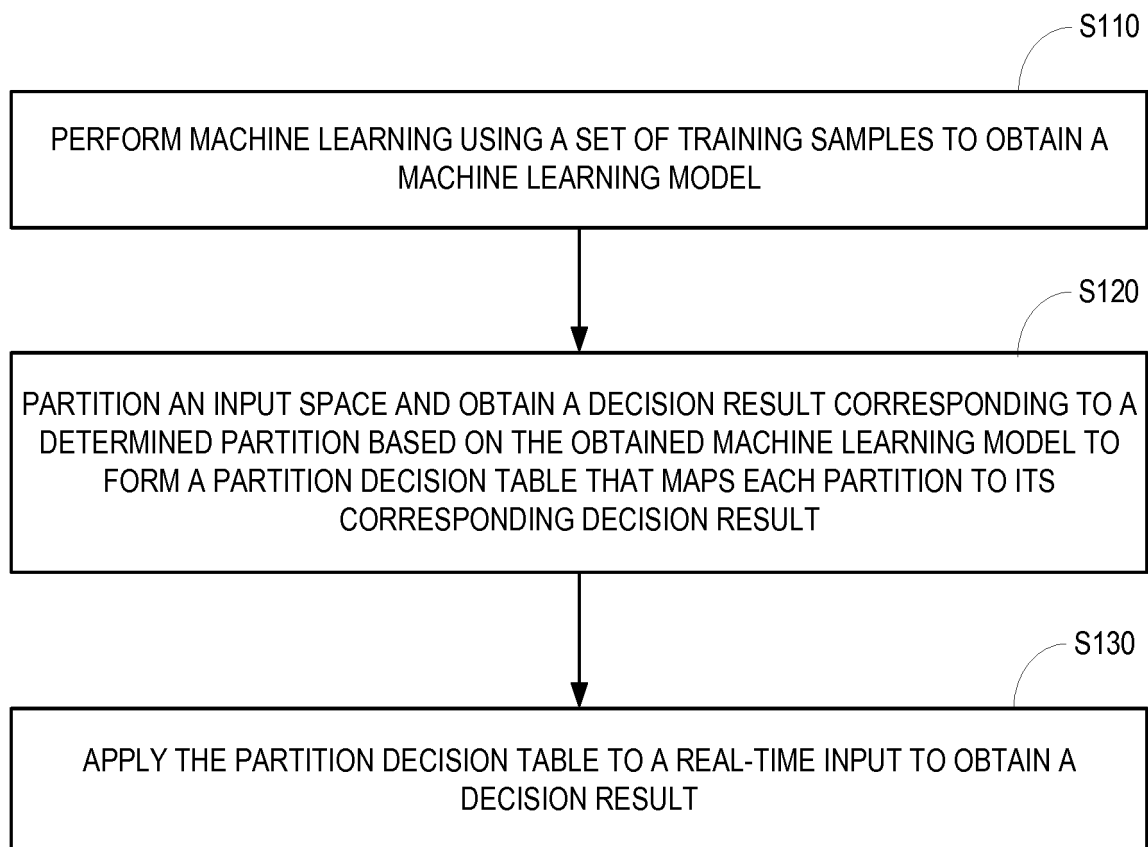 S110
PERFORM MACHINE LEARNING USING A SET OF TRAINING SAMPLES TO OBTAIN A
MACHINE LEARNING MODEL
S120
PARTITION AN INPUT SPACE AND OBTAIN A DECISION RESULT CORRESPONDING TO A
DETERMINED PARTITION BASED ON THE OBTAINED MACHINE LEARNING MODEL TO
FORM A PARTITION DECISION TABLE THAT MAPS EACH PARTITION TO ITS
CORRESPONDING DECISION RESULT
S130
APPLY THE PARTITION DECISION TABLE TO A REAL-TIME INPUT TO OBTAIN A
DECISION RESULT